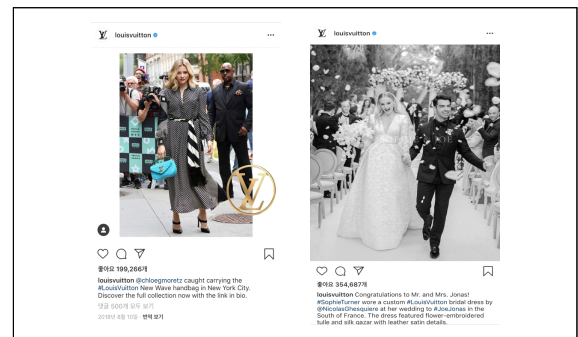 louisvuitton
좋아요 199,266개
louisvuitton @chloegmoretz caught carrying the
#LouisVuitton New Wave handbag in New York City.
Discover the full collection now with the link in bio.
댓글 500개 모두 보기
2018년 8월 10일 · 번역 보기
louisvuitton
좋아요 354,687개
louisvuitton Congratulations to Mr. and Mrs. Jonas!
#SophieTurner wore a custom #LouisVuitton bridal dress by
@NicolasGhesquiere at her wedding to #JoeJonas in the
South of France. The dress featured flower-embroidered
tulle and silk gazar with leather satin details.